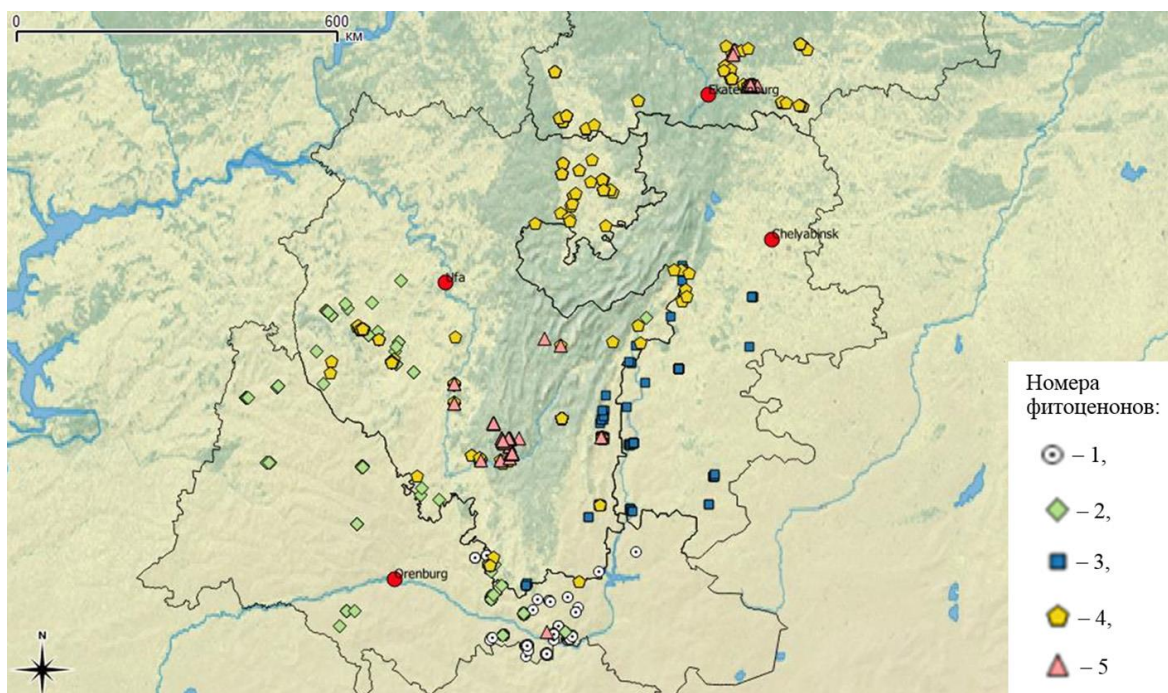 0 600
КМ
Ekaterinburg
Chelyabinsk
Ufa
Номера
фитоценонов:
– 1,
– 2,
– 3,
Orenburg
– 4,
N
– 5